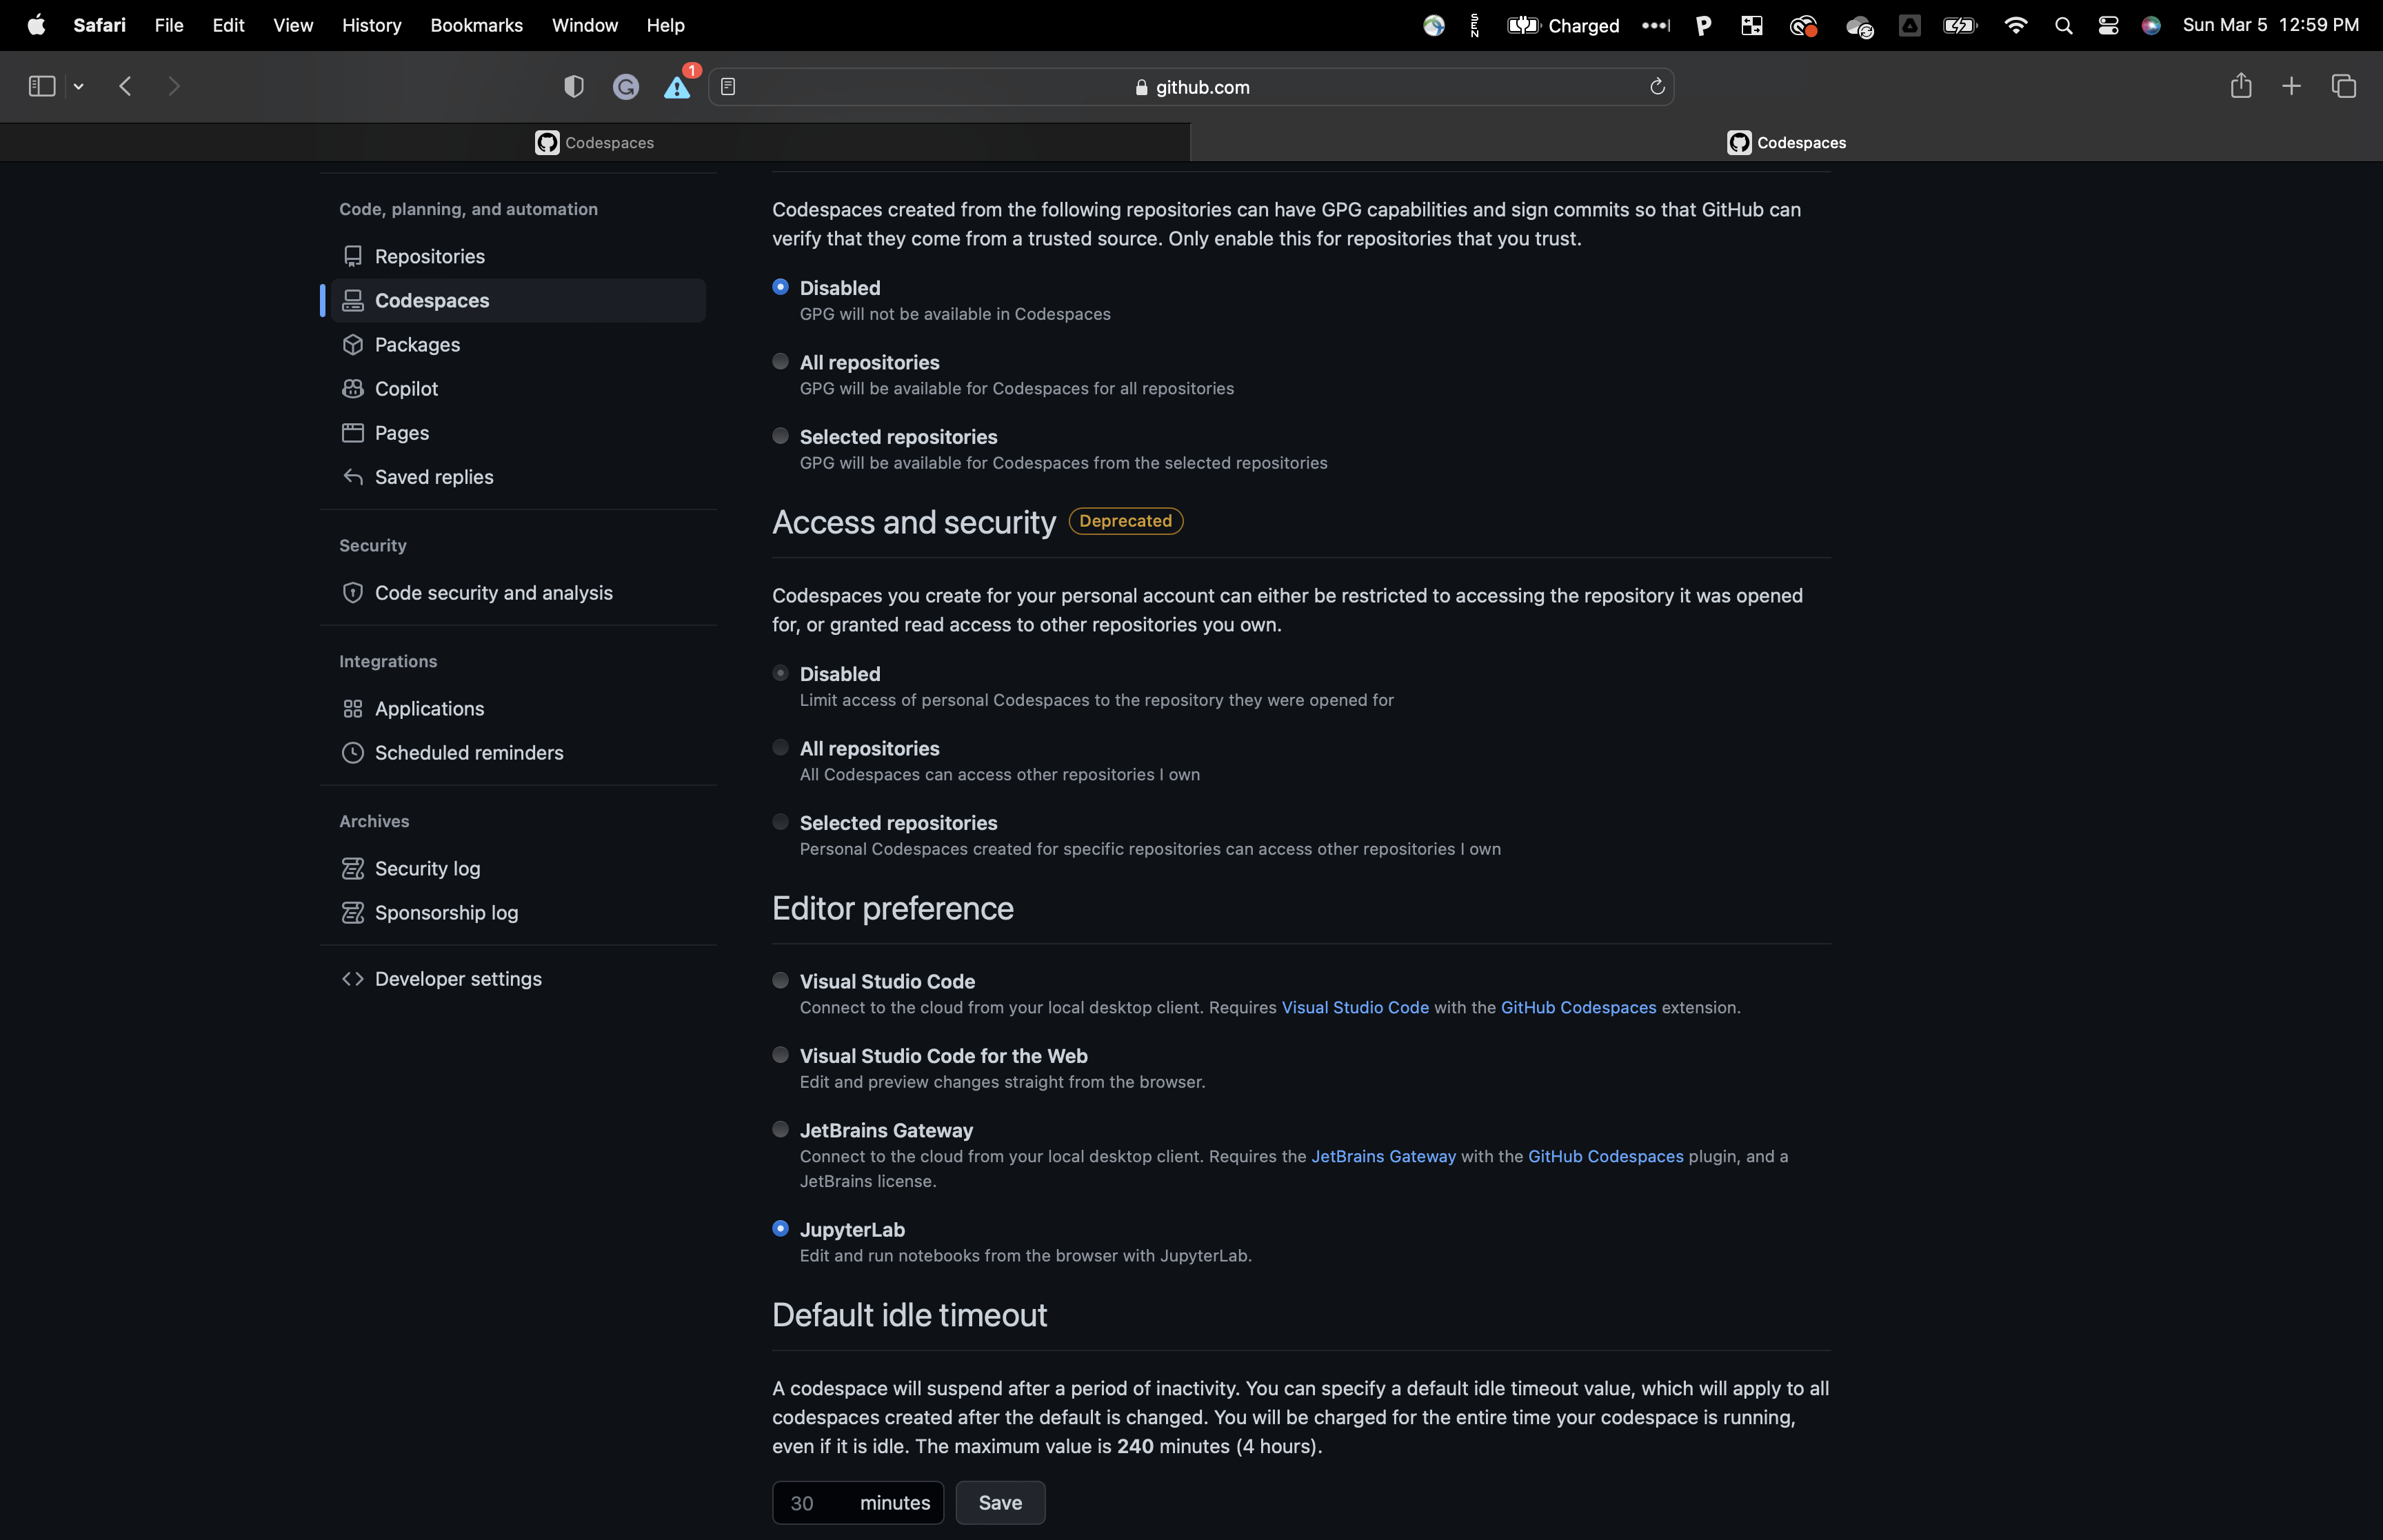 Safari File Edit View History Bookmarks Window Help
SEN
Charged
Sun Mar 5 12:59 PM
1
github.com
Codespaces
Codespaces
Code, planning, and automation
Repositories
Codespaces
Packages
Copilot
Pages
Saved replies
Security
Code security and analysis
Integrations
Applications
Scheduled reminders
Archives
Security log
Sponsorship log
Developer settings
Codespaces created from the following repositories can have GPG capabilities and sign commits so that GitHub can
verify that they come from a trusted source. Only enable this for repositories that you trust.
Disabled
GPG will not be available in Codespaces
All repositories
GPG will be available for Codespaces for all repositories
Selected repositories
GPG will be available for Codespaces from the selected repositories
Access and security Deprecated
Codespaces you create for your personal account can either be restricted to accessing the repository it was opened
for, or granted read access to other repositories you own.
Disabled
Limit access of personal Codespaces to the repository they were opened for
All repositories
All Codespaces can access other repositories I own
Selected repositories
Personal Codespaces created for specific repositories can access other repositories I own
Editor preference
Visual Studio Code
Connect to the cloud from your local desktop client. Requires Visual Studio Code with the GitHub Codespaces extension.
Visual Studio Code for the Web
Edit and preview changes straight from the browser.
JetBrains Gateway
Connect to the cloud from your local desktop client. Requires the JetBrains Gateway with the GitHub Codespaces plugin, and a
JetBrains license.
JupyterLab
Edit and run notebooks from the browser with JupyterLab.
Default idle timeout
A codespace will suspend after a period of inactivity. You can specify a default idle timeout value, which will apply to all
codespaces created after the default is changed. You will be charged for the entire time your codespace is running,
even if it is idle. The maximum value is 240 minutes (4 hours).
30 minutes Save